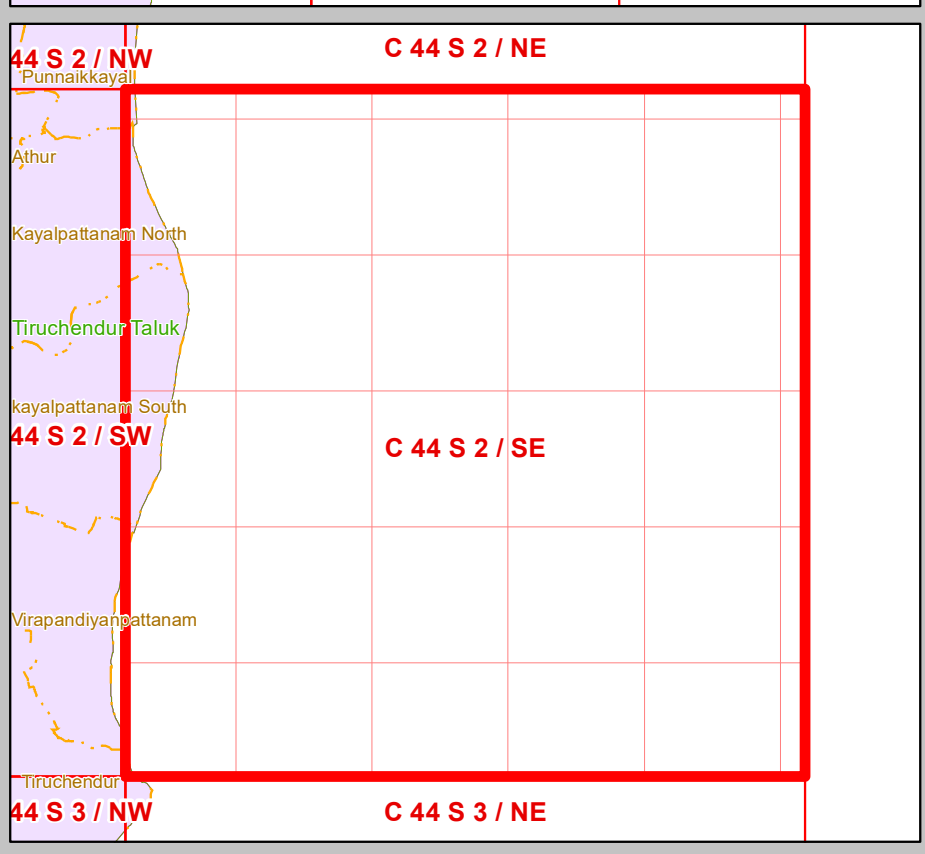 44 S 2 / NW
C 44 S 2 / NE
Punnaikkayal
Athur
Kayalpattanam North
Tiruchendur Taluk
kayalpattanam South
44 S 2 / SW
C 44 S 2 / SE
Virapandiyanpattanam
Tiruchendur
44 S 3 / NW
C 44 S 3 / NE